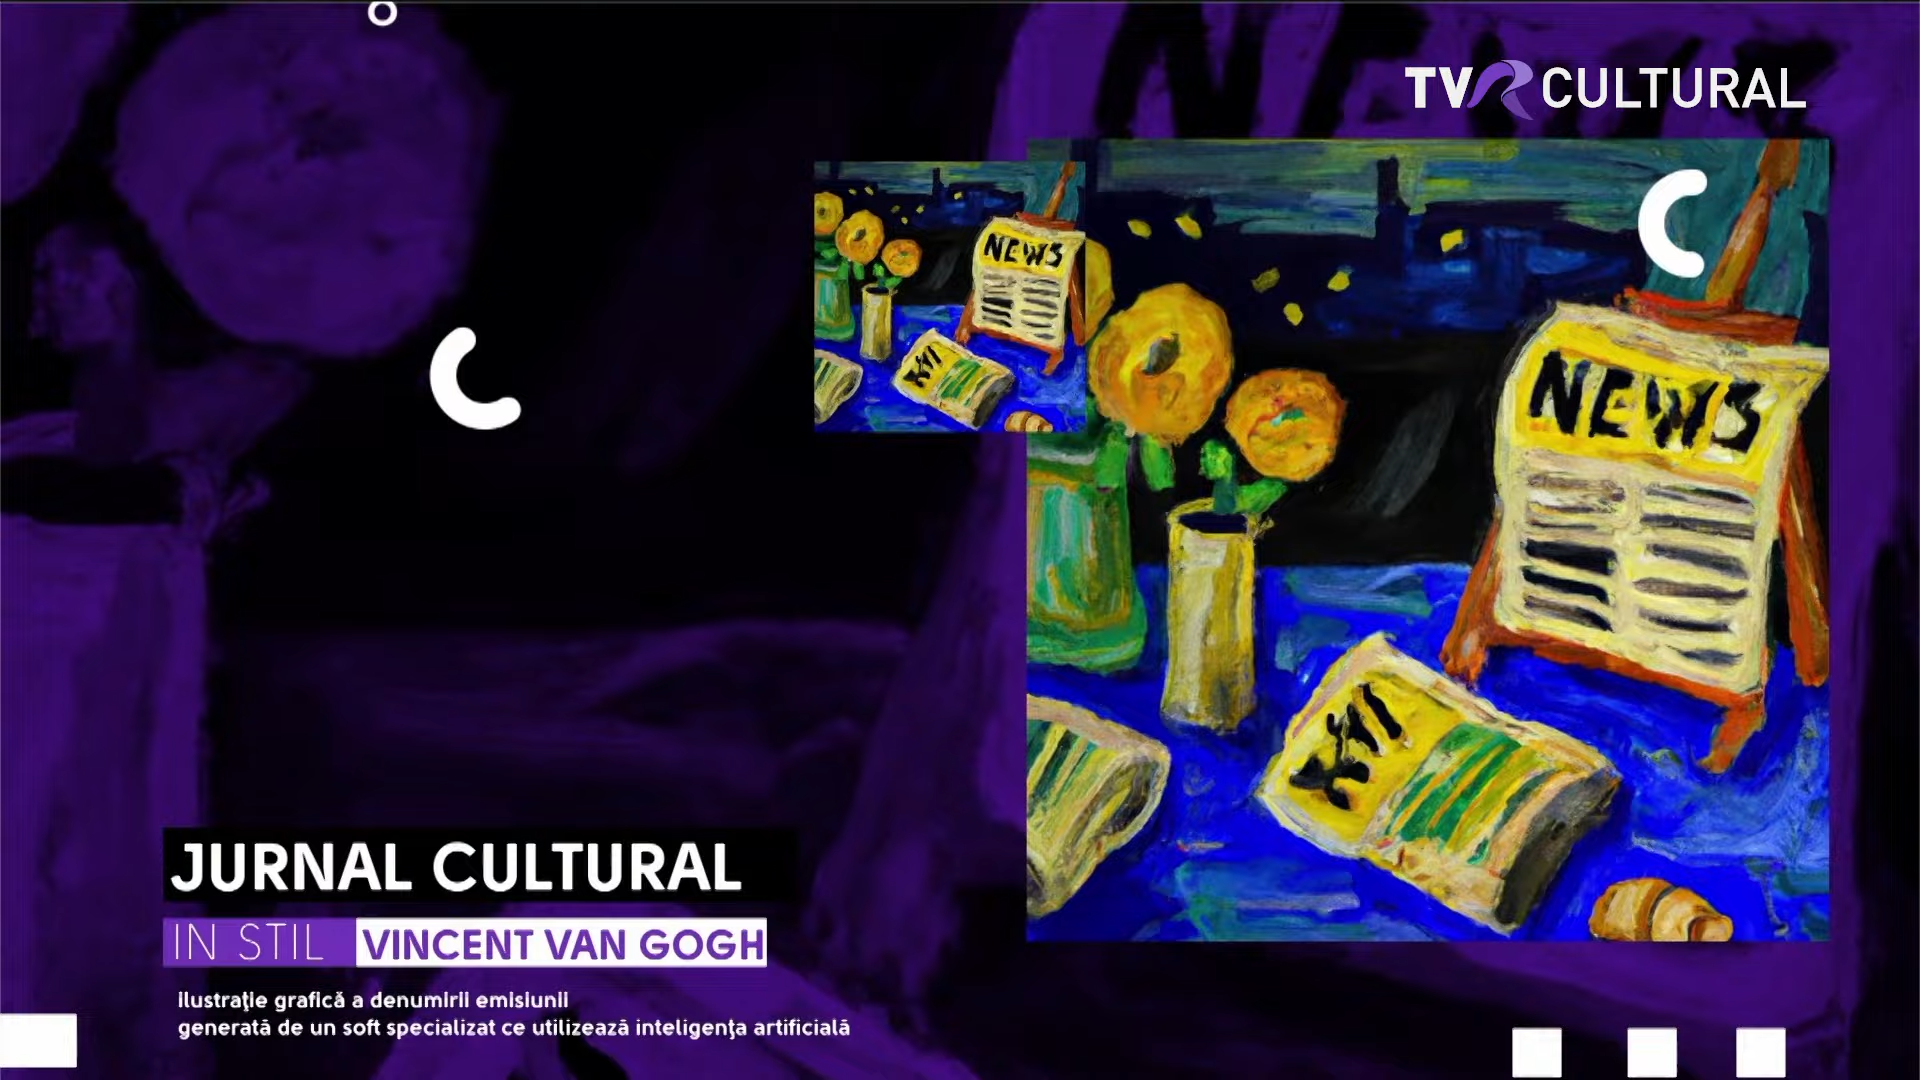 TVR CULTURAL
NEWS
NEWS
JURNAL CULTURAL
IN STIL VINCENT VAN GOGH
ilustraţie grafică a denumirii emisiunii
generată de un soft specializat ce utilizează inteligenţa artificială